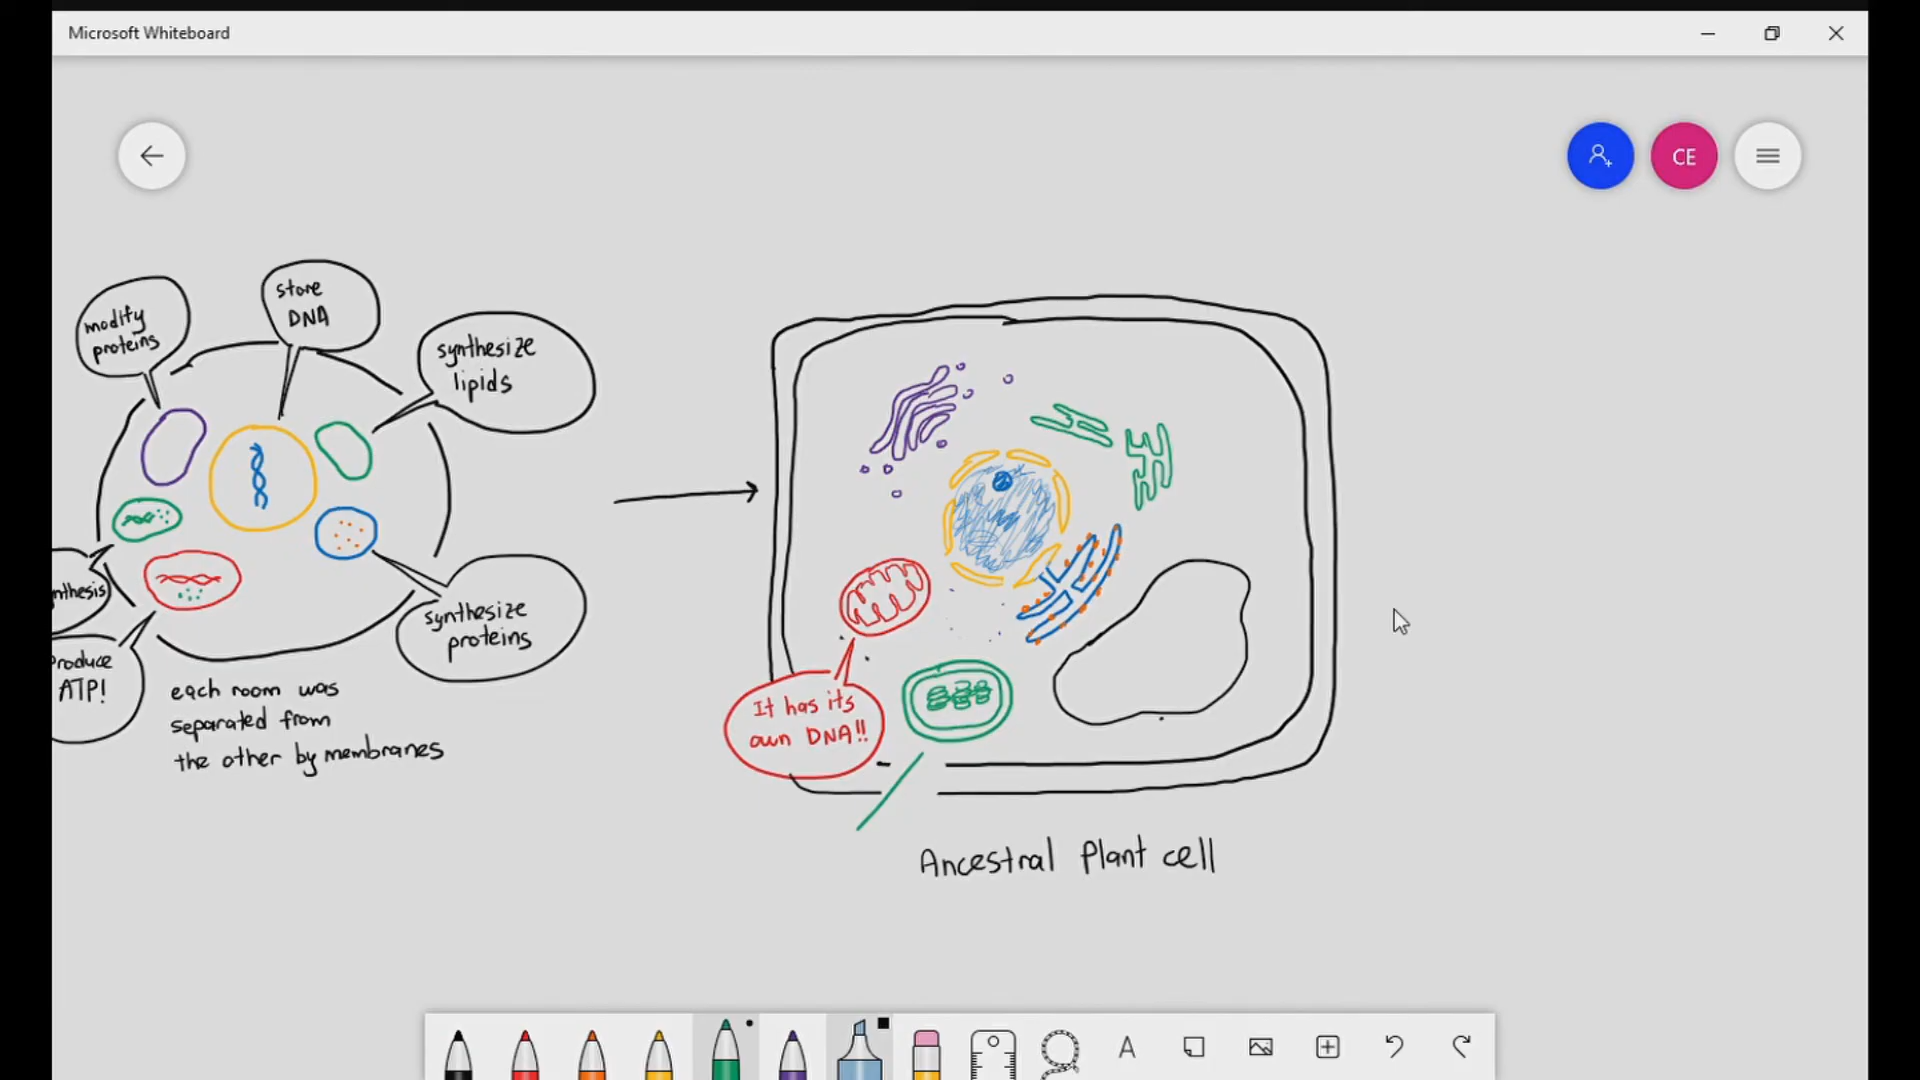 Microsoft Whiteboard
CE
modify
proteins
store
DNA
synthesize
lipids
nthesis
produce
ATP!
synthesize
proteins
each room was
separated from
the other by membranes
It has its
own DNA!!
Ancestral Plant cell
A